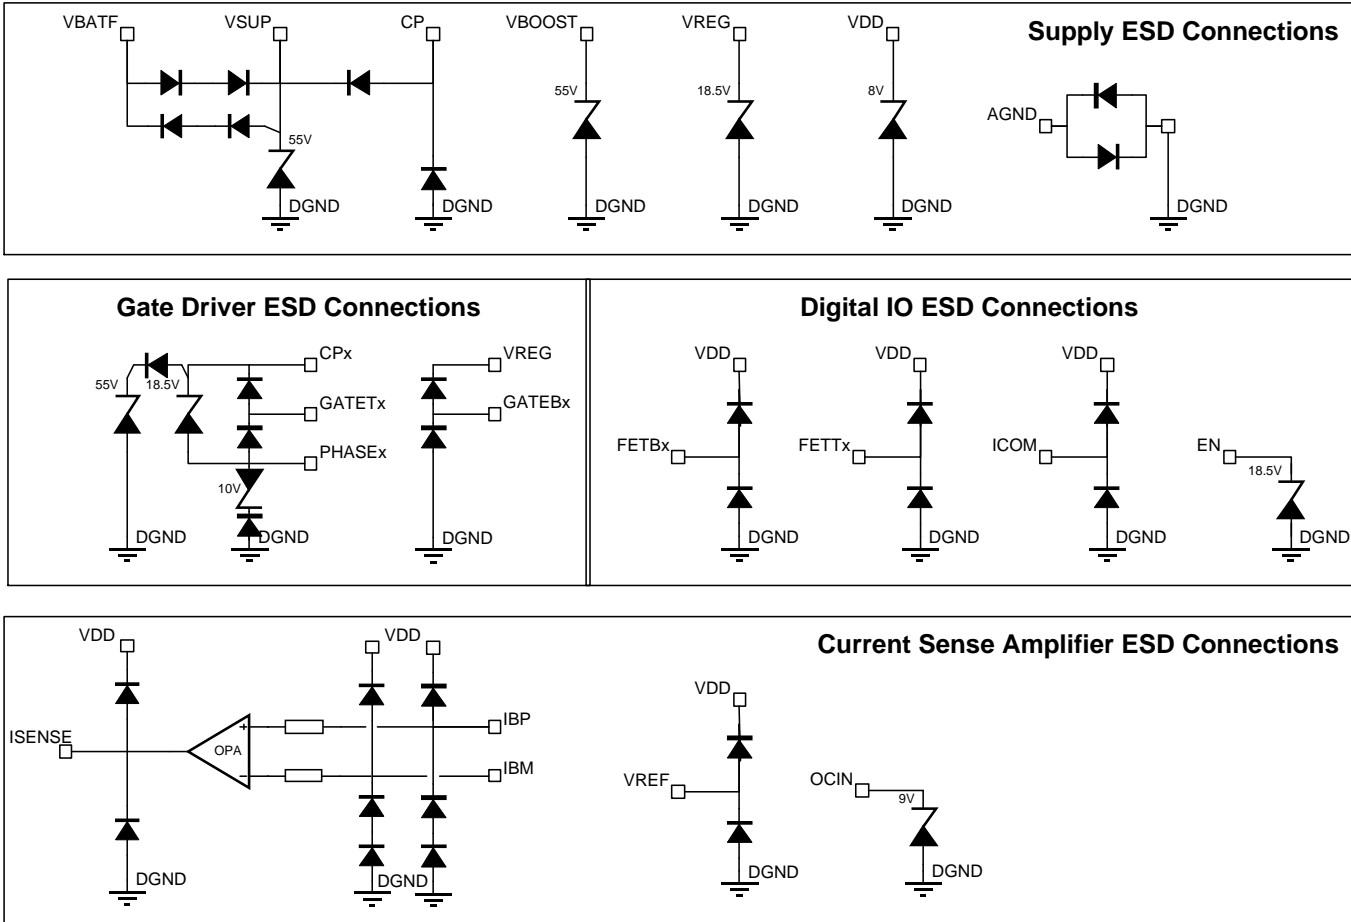 VBATF VSUP CP VBOOST VREG VDD
Supply ESD Connections
55V 18.5V 8V
AGND
55V
DGND DGND DGND DGND DGND DGND
Gate Driver ESD Connections
CPx VREG
55V 18.5V
GATETx GATEBx
PHASEx
10V
DGND DGND DGND
Digital IO ESD Connections
VDD VDD VDD
FETBx FETTx ICOM EN
18.5V
DGND DGND DGND DGND
Current Sense Amplifier ESD Connections
VDD VDD
VDD
IBP
ISENSE + OPA
- IBM
VREF OCIN
9V
DGND DGND DGND DGND